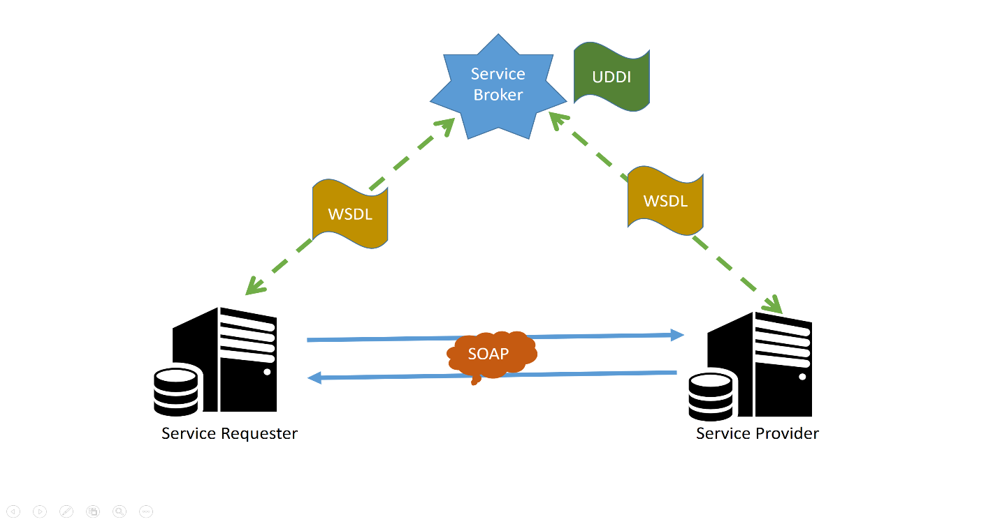 Service
Broker
UDDI
WSDL
WSDL
SOAP
Service Requester
Service Provider